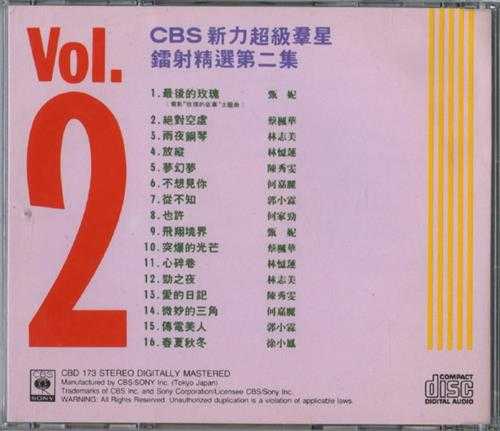 Vol.
2
CBS 新力超級羣星
鐳射精選第二集
1. 最後的玫瑰 甄妮
(電影"玫瑰的故事"主題曲)
2. 絕對空虛 蔡楓華
3. 雨夜鋼琴 林志美
4. 放縱 林憶蓮
5. 夢幻夢 陳秀雯
6. 不想見你 何嘉麗
7. 從不知 郭小霖
8. 也許 何家勁
9. 飛翔境界 甄妮
10. 突爆的光芒 蔡楓華
11. 心碎巷 林憶蓮
12. 勁之夜 林志美
13. 愛的日記 陳秀雯
14. 微妙的三角 何嘉麗
15. 傳電美人 郭小霖
16. 春夏秋冬 徐小鳳
CBS
SONY
CBD 173 STEREO DIGITALLY MASTERED
Manufactured by CBS/SONY Inc. (Tokyo Japan)
Trademarks of CBS Inc. and Sony Corporation/Licensee CBS/Sony Inc.
WARNING: All Rights Reserved. Unauthorized duplication is a violation of applicable laws.
COMPACT
disc
DIGITAL AUDIO